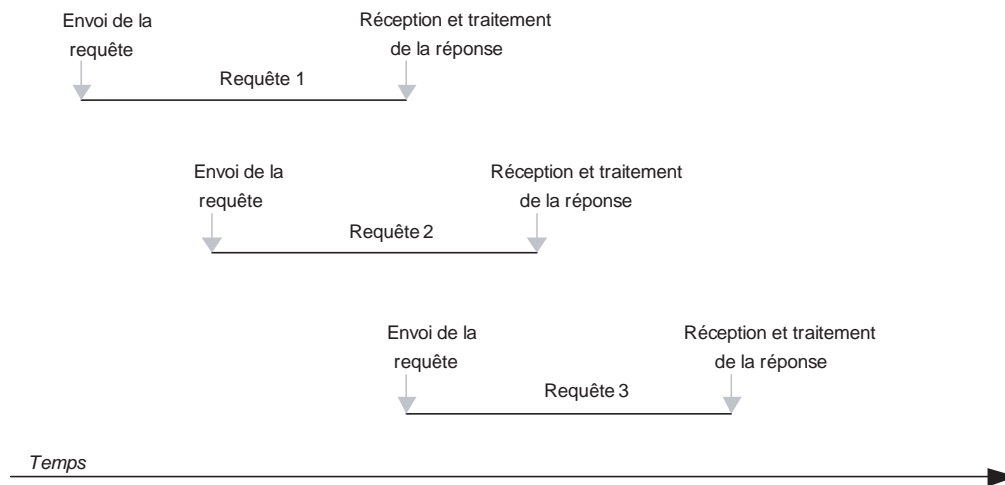 Envoi de la
requête
Réception et traitement
de la réponse
Requête 1
Envoi de la
requête
Réception et traitement
de la réponse
Requête 2
Envoi de la
requête
Réception et traitement
de la réponse
Requête 3
Temps